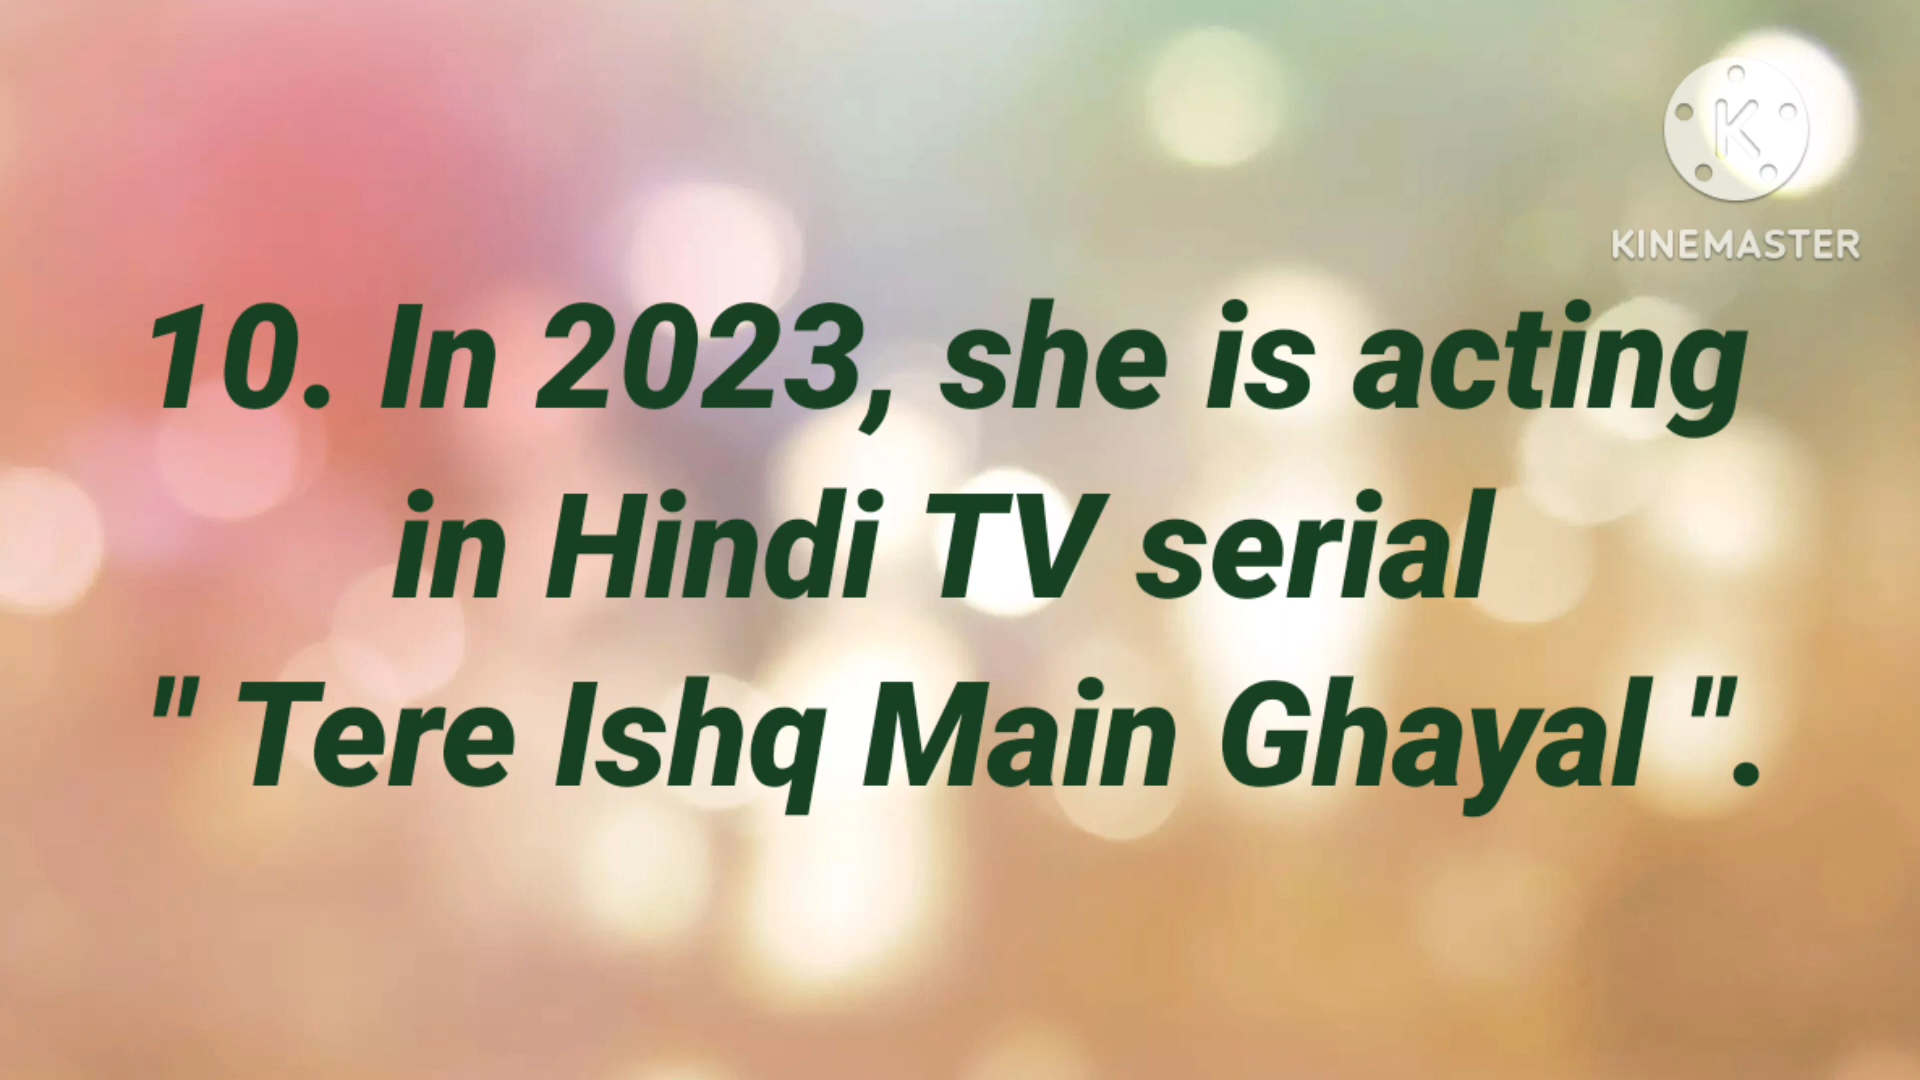 K
KINEMASTER
10. In 2023, she is acting
in Hindi TV serial
" Tere Ishq Main Ghayal ".